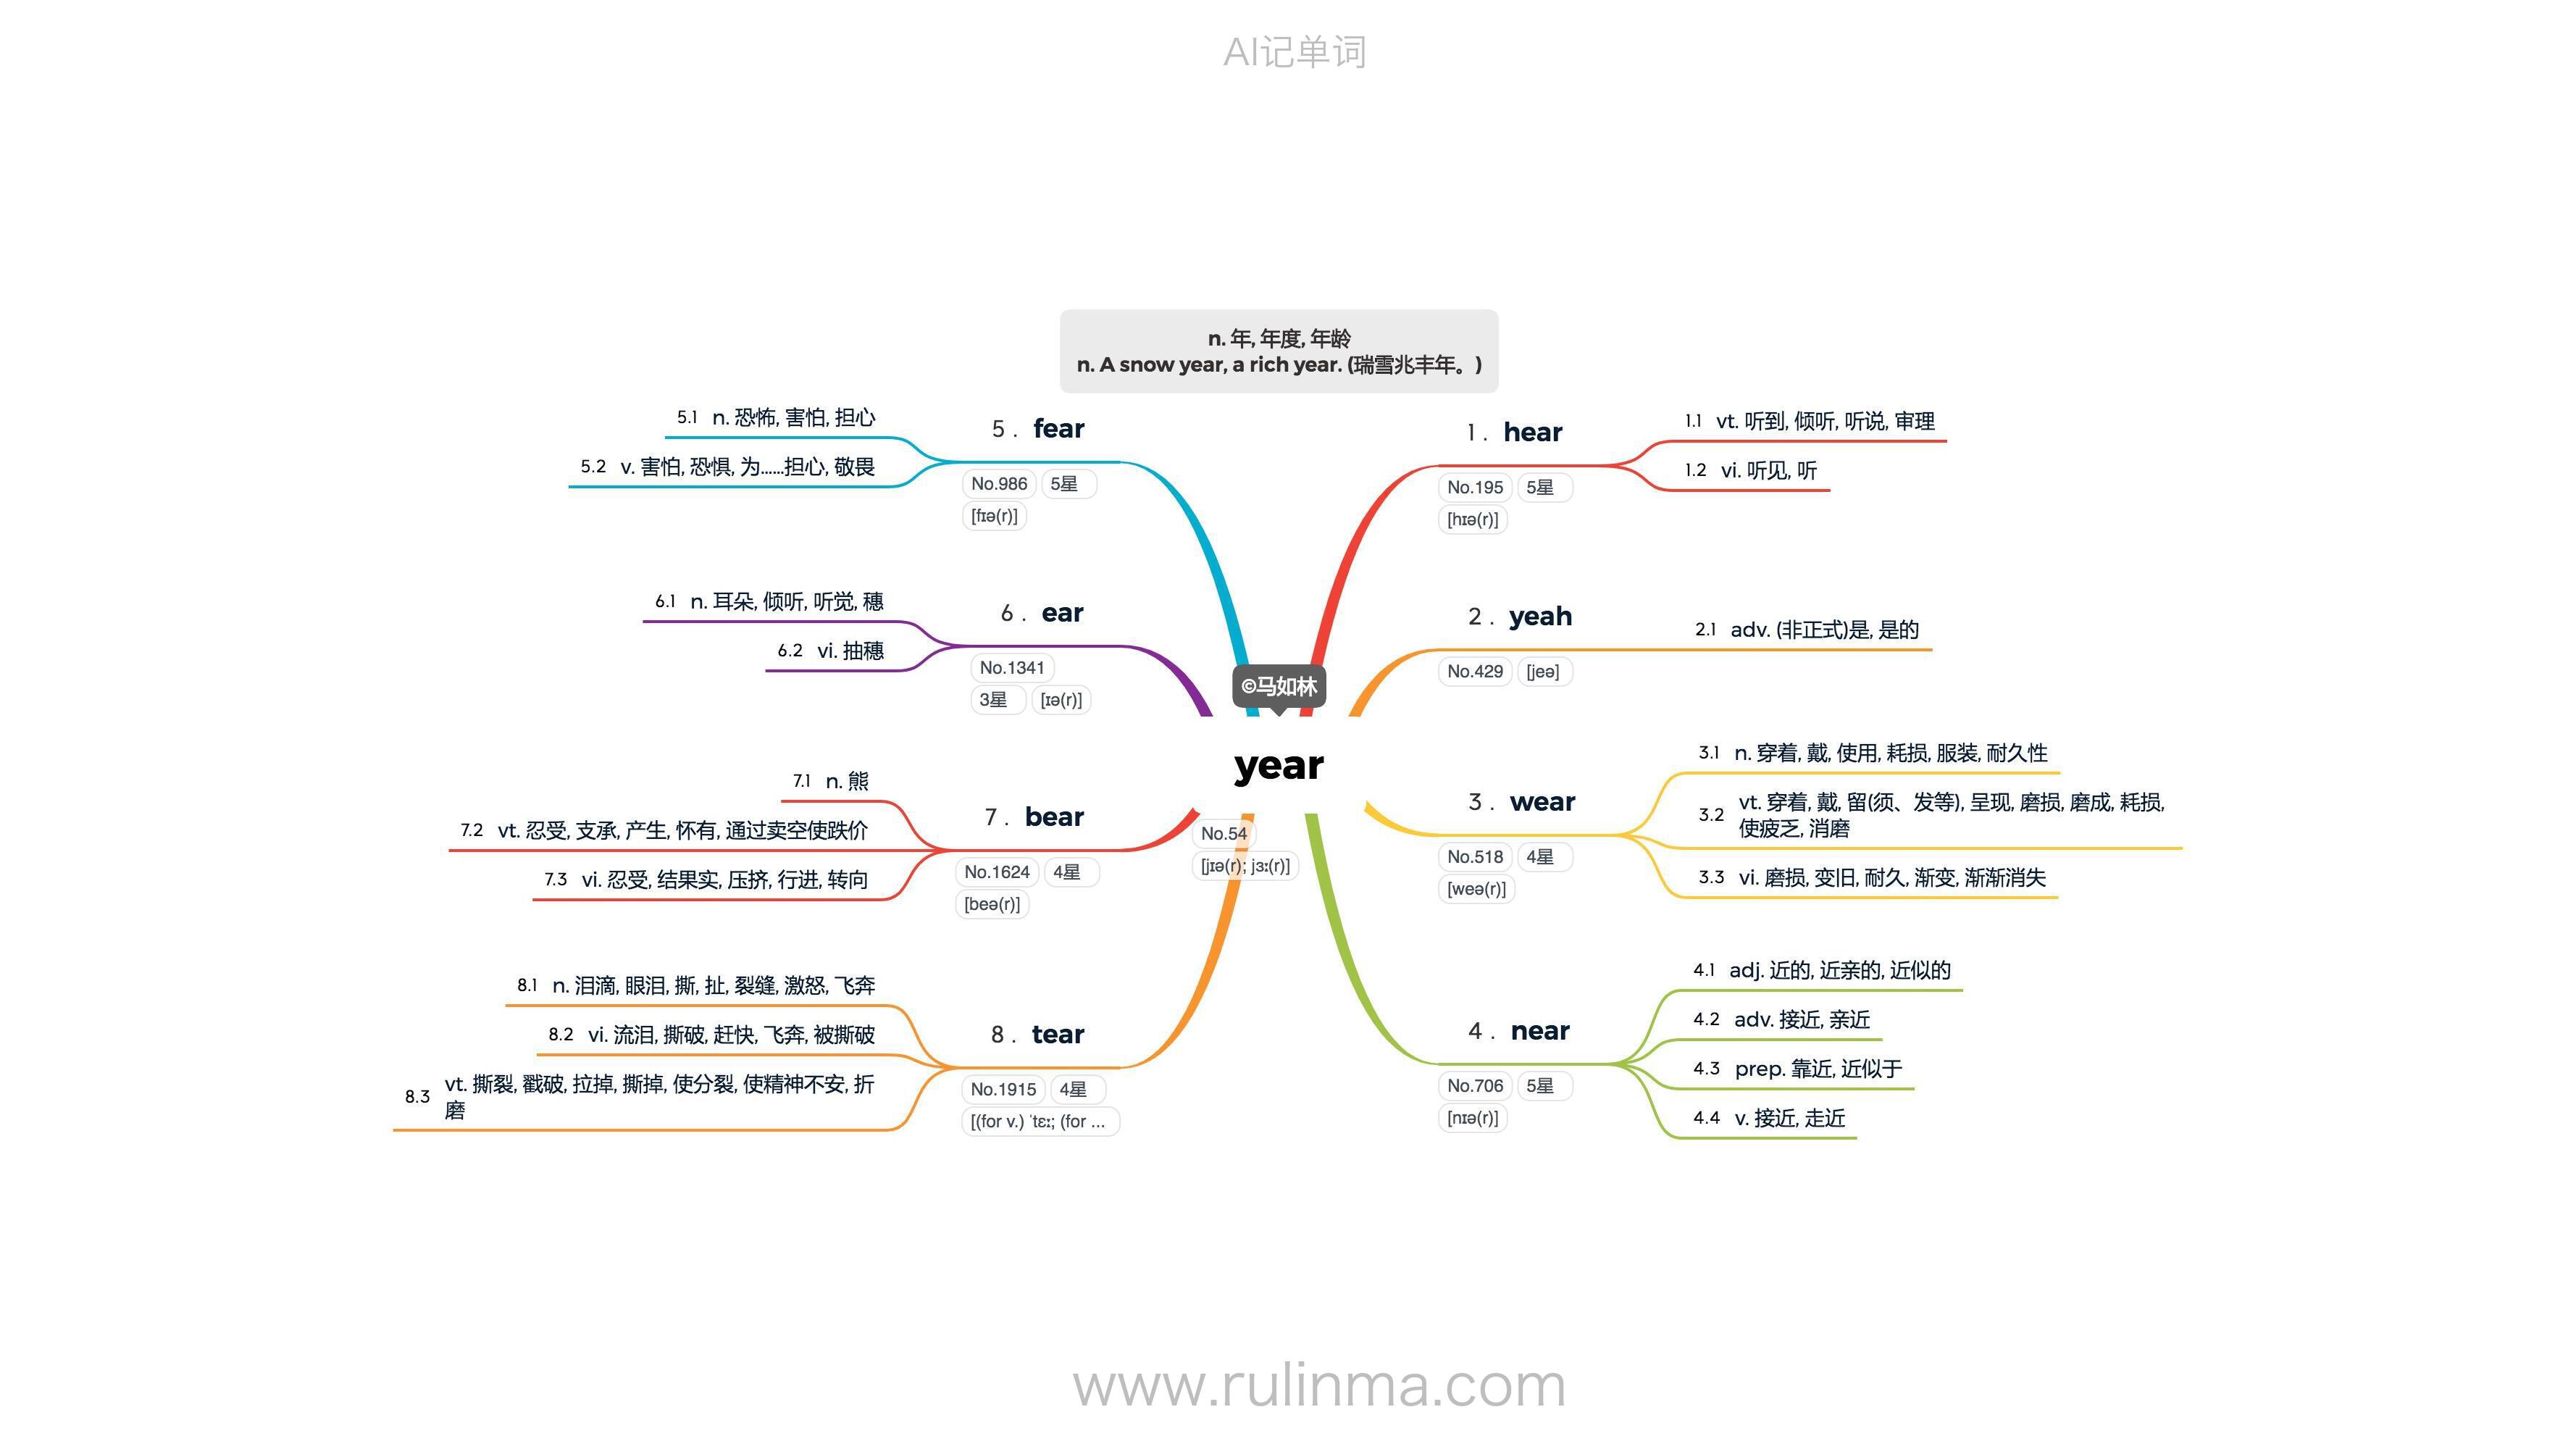 AI记单词
n. 年, 年度, 年龄
n. A snow year, a rich year. (瑞雪兆丰年。)
©马如林
year
No.54
[jɪə(r); jɜː(r)]
1. hear
No.195 5星
[hɪə(r)]
1.1 vt. 听到, 倾听, 听说, 审理
1.2 vi. 听见, 听
2. yeah
No.429 [jeə]
2.1 adv. (非正式)是, 是的
3. wear
No.518 4星
[weə(r)]
3.1 n. 穿着, 戴, 使用, 耗损, 服装, 耐久性
3.2 vt. 穿着, 戴, 留(须、发等), 呈现, 磨损, 磨成, 耗损,
使疲乏, 消磨
3.3 vi. 磨损, 变旧, 耐久, 渐变, 渐渐消失
4. near
No.706 5星
[nɪə(r)]
4.1 adj. 近的, 近亲的, 近似的
4.2 adv. 接近, 亲近
4.3 prep. 靠近, 近似于
4.4 v. 接近, 走近
5. fear
No.986 5星
[fɪə(r)]
5.1 n. 恐怖, 害怕, 担心
5.2 v. 害怕, 恐惧, 为……担心, 敬畏
6. ear
No.1341
3星 [ɪə(r)]
6.1 n. 耳朵, 倾听, 听觉, 穗
6.2 vi. 抽穗
7. bear
No.1624 4星
[beə(r)]
7.1 n. 熊
7.2 vt. 忍受, 支承, 产生, 怀有, 通过卖空使跌价
7.3 vi. 忍受, 结果实, 压挤, 行进, 转向
8. tear
No.1915 4星
[(for v.) ˈtɛː; (for ...
8.1 n. 泪滴, 眼泪, 撕, 扯, 裂缝, 激怒, 飞奔
8.2 vi. 流泪, 撕破, 赶快, 飞奔, 被撕破
8.3 vt. 撕裂, 戳破, 拉掉, 撕掉, 使分裂, 使精神不安, 折
磨
www.rulinma.com